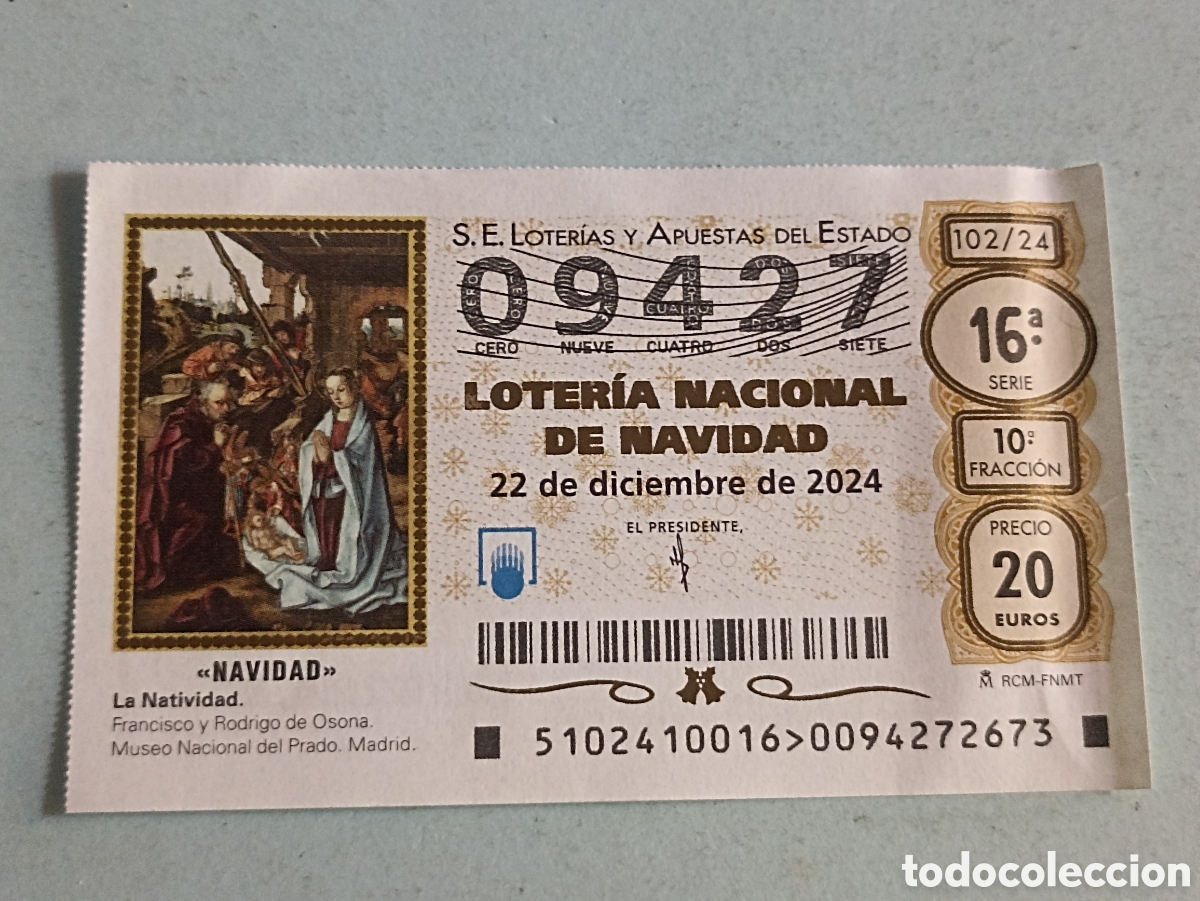 S.E. LOTERÍAS Y APUESTAS DEL ESTADO
09427
CERO NUEVE CUATRO DOS SIETE
LOTERÍA NACIONAL
DE NAVIDAD
22 de diciembre de 2024
EL PRESIDENTE,
102/24
16ª
SERIE
10ª
FRACCIÓN
PRECIO
20
EUROS
RCM-FNMT
«NAVIDAD»
La Natividad.
Francisco y Rodrigo de Osona.
Museo Nacional del Prado. Madrid.
5102410016>0094272673
todocoleccion